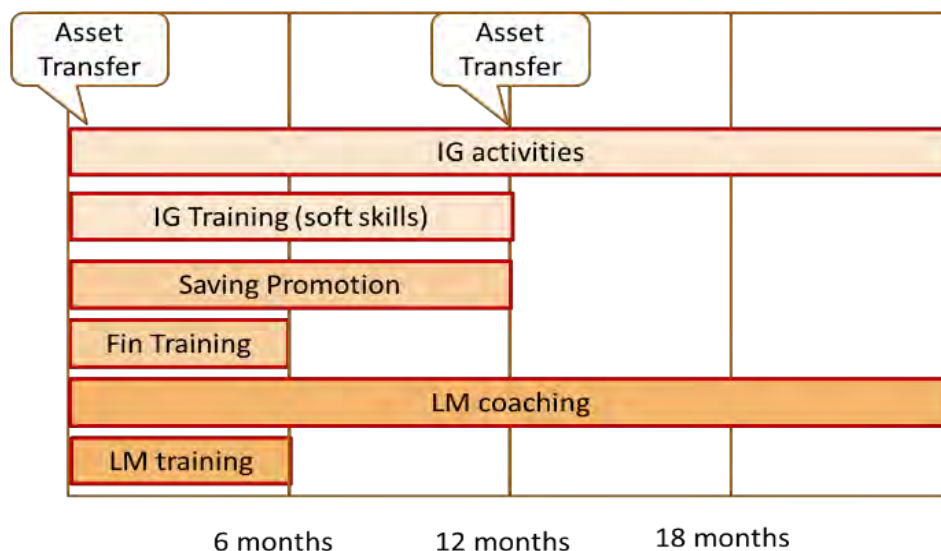 Asset
Transfer
Asset
Transfer
IG activities
IG Training (soft skills)
Saving Promotion
Fin Training
LM coaching
LM training
6 months
12 months
18 months